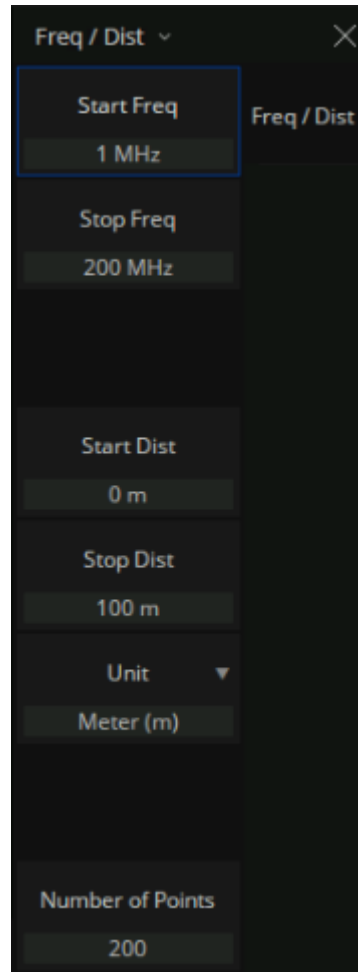 Freq / Dist
Start Freq
Freq / Dist
1 MHz
Stop Freq
200 MHz
Start Dist
0 m
Stop Dist
100 m
Unit
Meter (m)
Number of Points
200